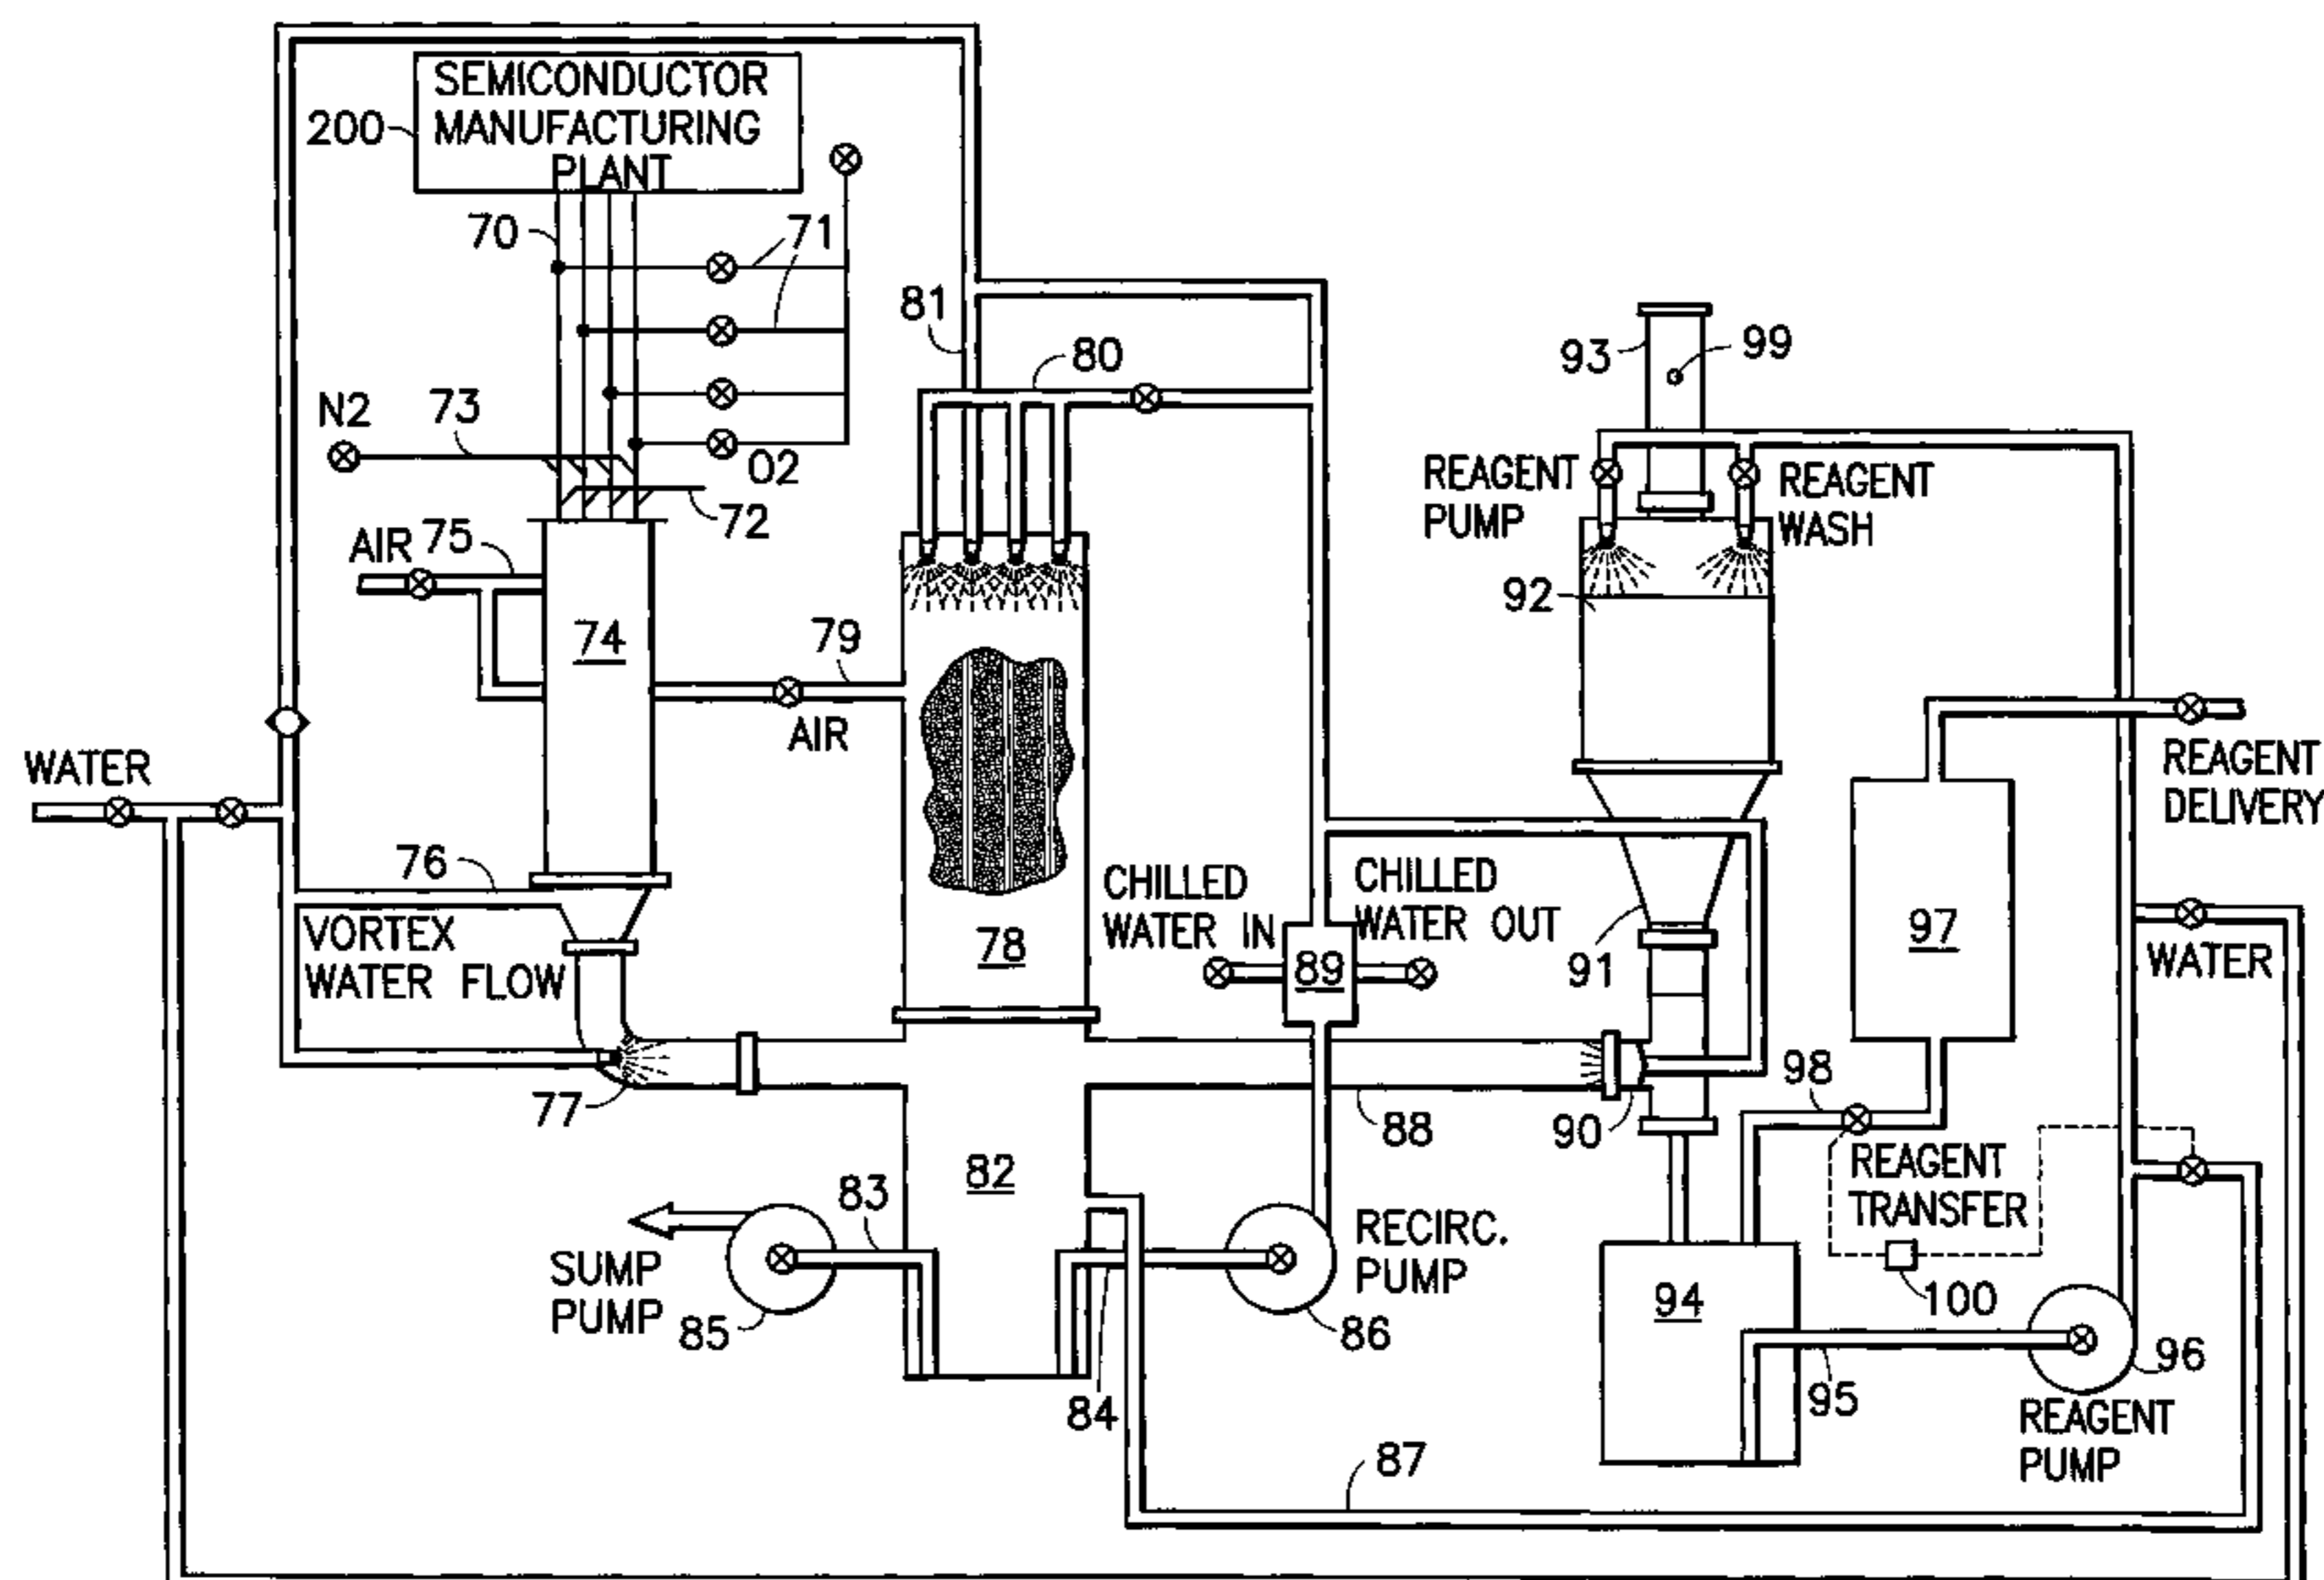 SEMICONDUCTOR
MANUFACTURING
PLANT
200
70
71
81
80
93
99
N2
73
O2
72
REAGENT
PUMP
REAGENT
WASH
AIR
75
92
74
79
AIR
WATER
REAGENT
DELIVERY
76
VORTEX
WATER FLOW
CHILLED
WATER IN
CHILLED
WATER OUT
78
89
91
97
WATER
77
88
90
98
82
83
REAGENT
TRANSFER
SUMP
PUMP
85
RECIRC.
PUMP
86
84
94
100
95
96
REAGENT
PUMP
87